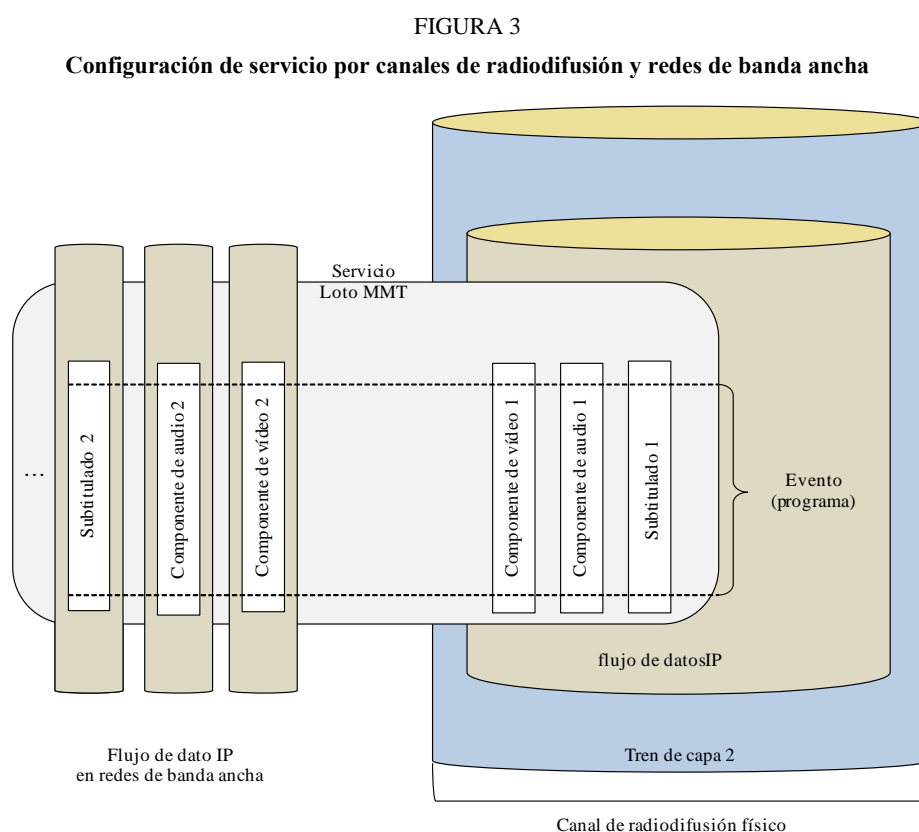 FIGURA 3
Configuración de servicio por canales de radiodifusión y redes de banda ancha
Servicio
Loto MMT
...
Subtitulado 2
Componente de audio 2
Componente de vídeo 2
Componente de vídeo 1
Componente de audio 1
Subtitulado 1
Evento
(programa)
flujo de datosIP
Flujo de dato IP
en redes de banda ancha
Tren de capa 2
Canal de radiodifusión físico